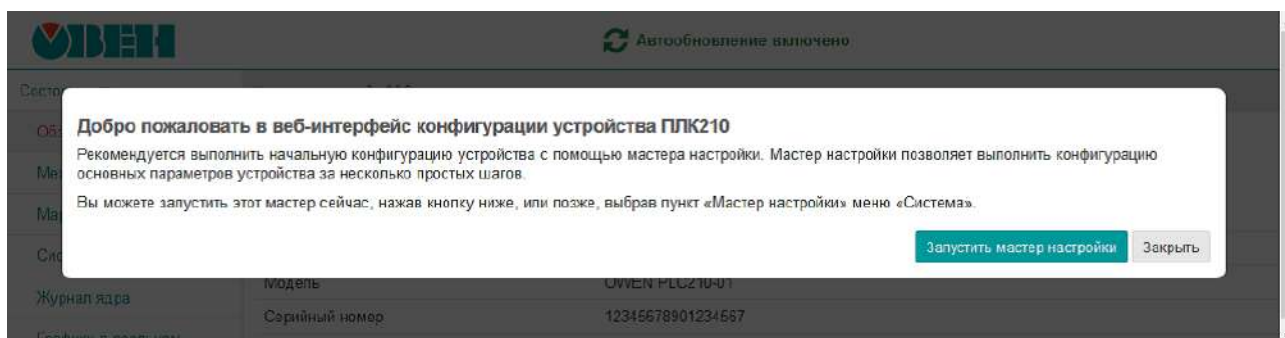 ОВЕН
Автообновление включено
Добро пожаловать в веб-интерфейс конфигурации устройства ПЛК210
Рекомендуется выполнить начальную конфигурацию устройства с помощью мастера настройки. Мастер настройки позволяет выполнить конфигурацию
основных параметров устройства за несколько простых шагов.
Вы можете запустить этот мастер сейчас, нажав кнопку ниже, или позже, выбрав пункт «Мастер настройки» меню «Система».
Запустить мастер настройки Закрыть
Модель OWEN PLC210-01
Журнал ядра
Серийный номер 12345678901234567